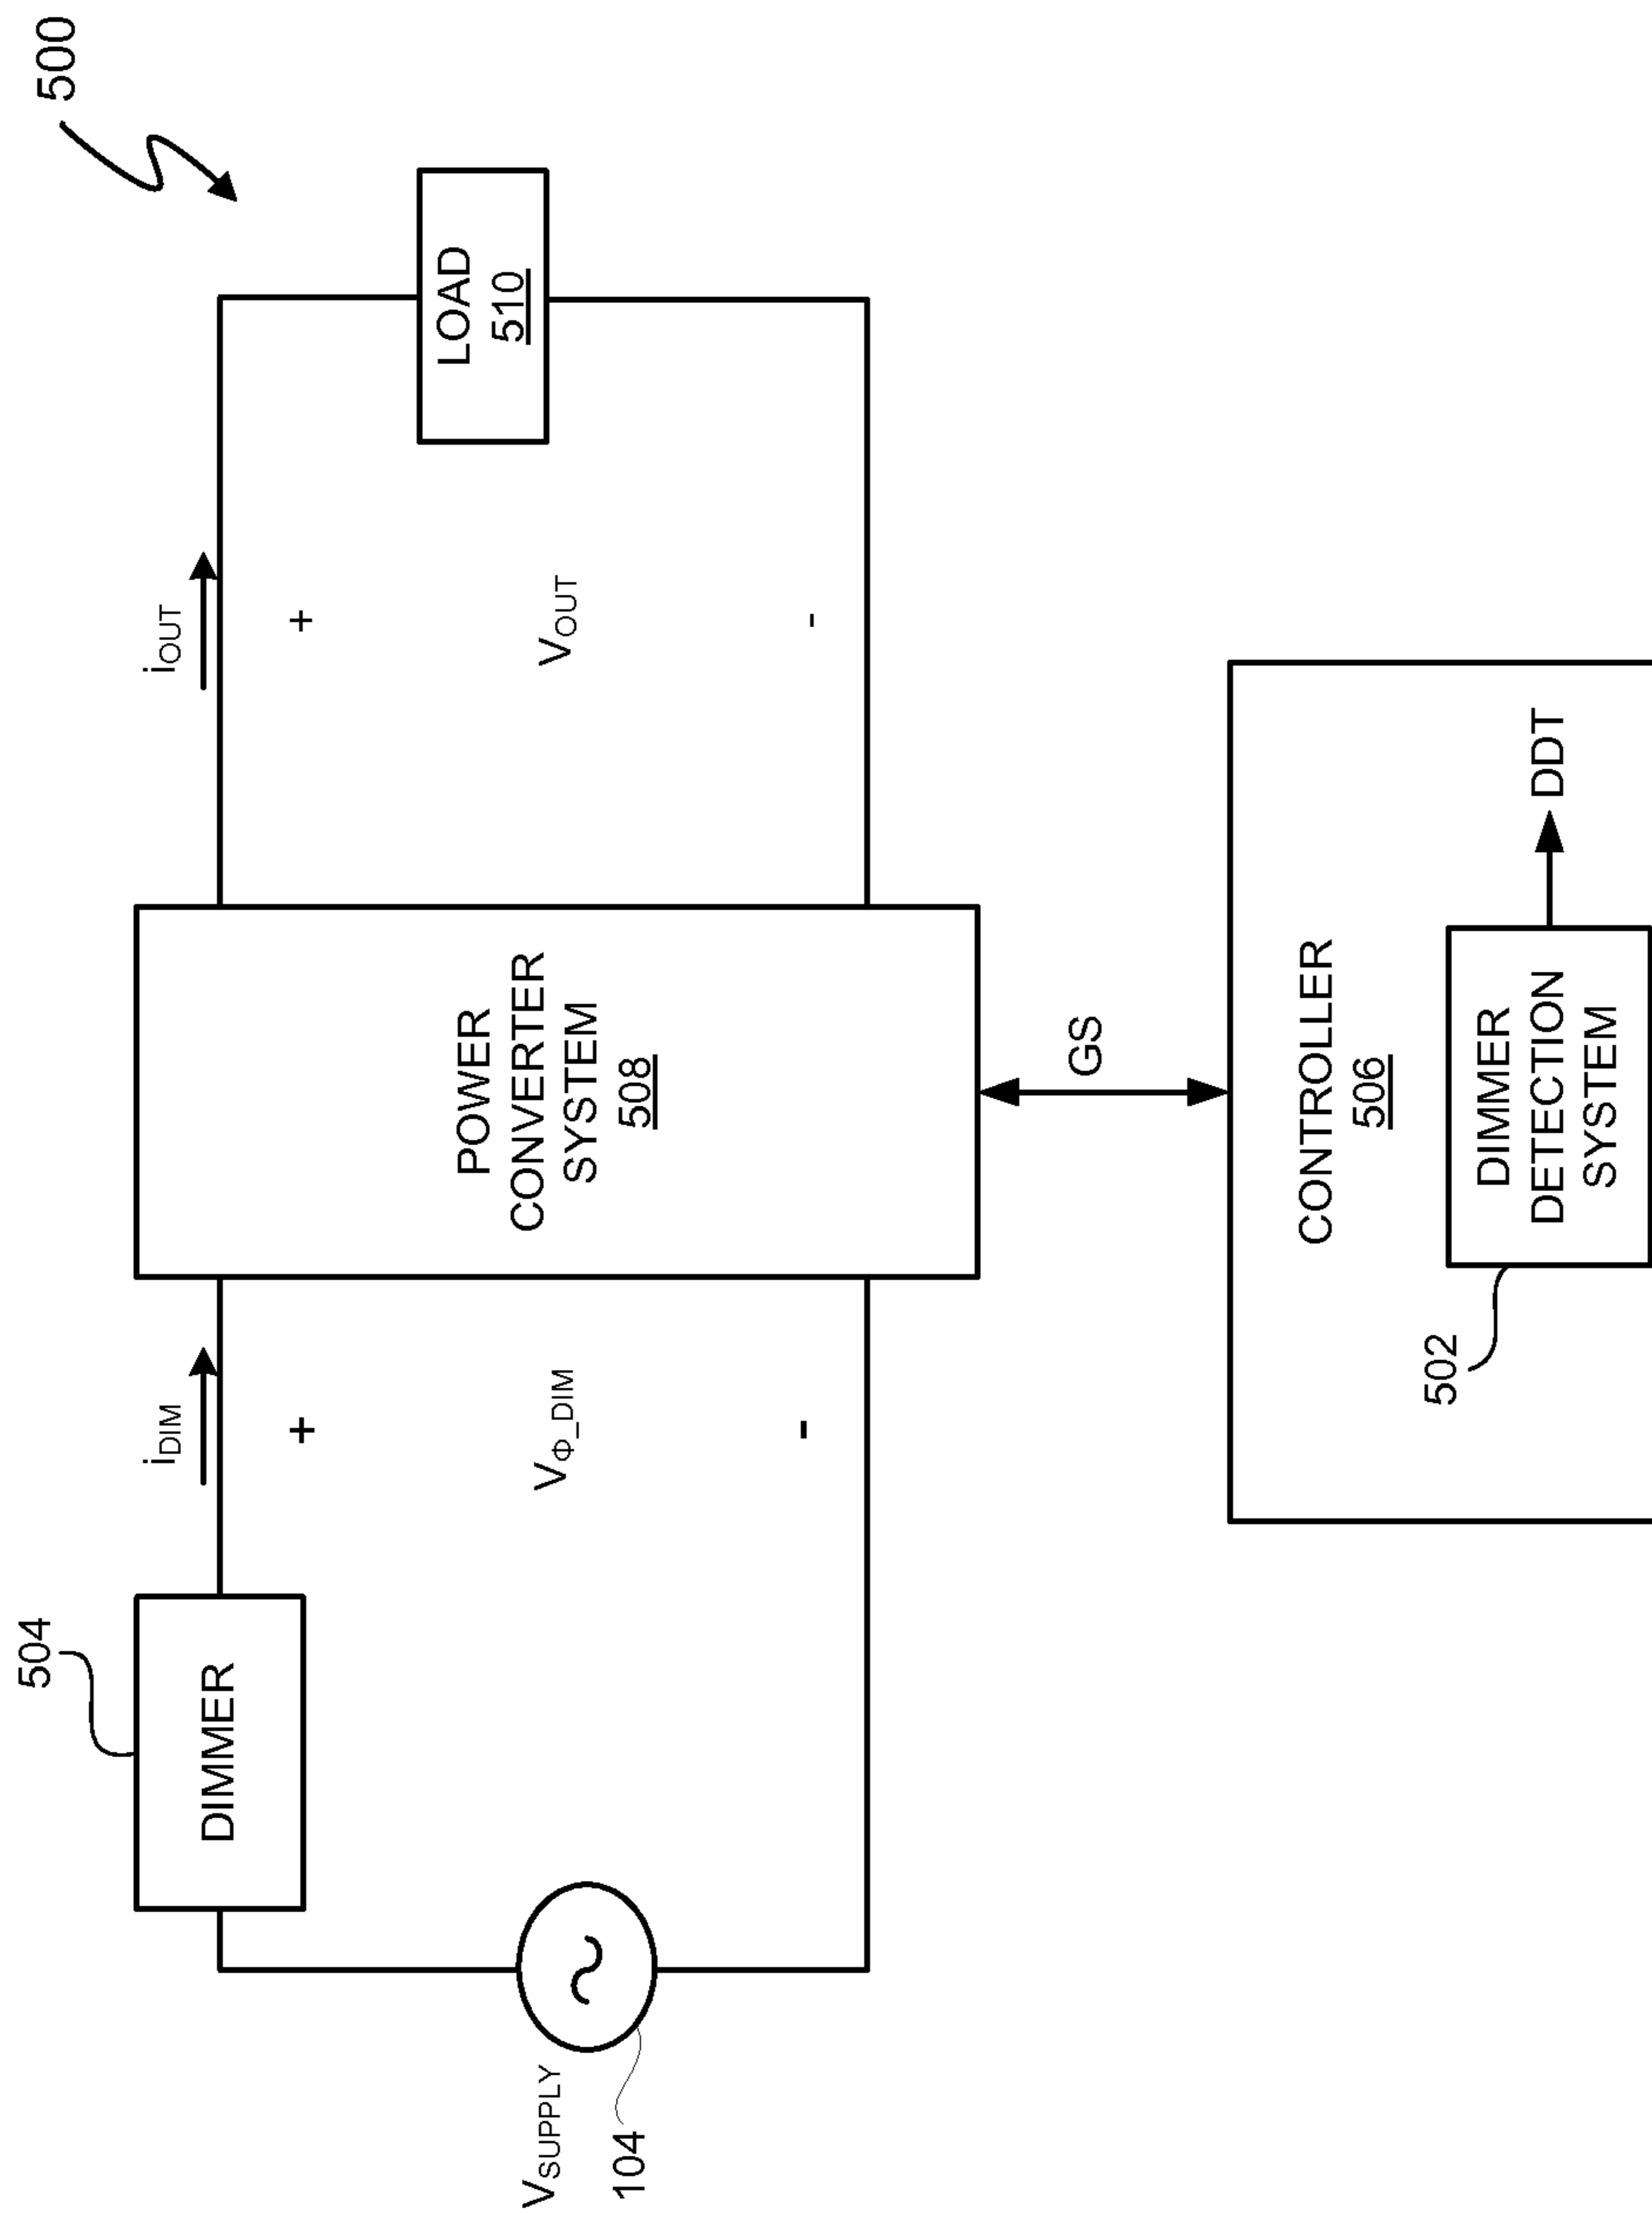 500
504
DIMMER
iDIM
iOUT
+
+
VSUPPLY
104
VΦ_DIM
-
POWER
CONVERTER
SYSTEM
508
VOUT
-
LOAD
510
GS
CONTROLLER
506
502
DIMMER
DETECTION
SYSTEM
DDT